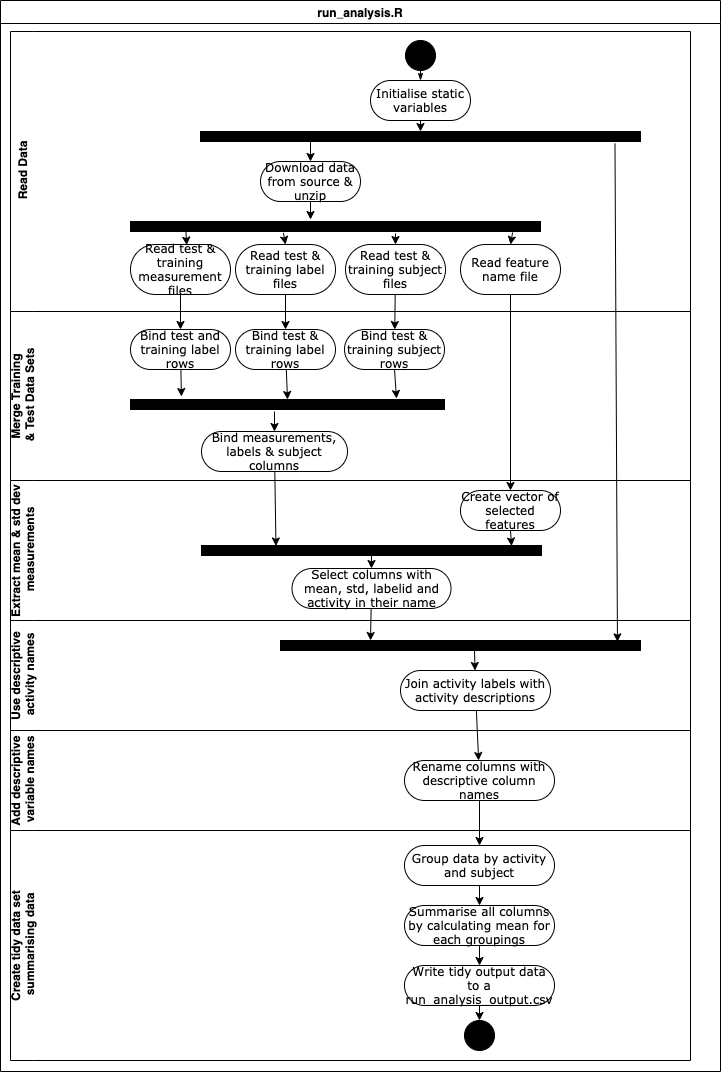 run_analysis.R
Read Data
Initialise static
variables
Download data
from source &
unzip
Read test &
training
measurement
files
Read test &
training label
files
Read test &
training subject
files
Read feature
name file
Merge Training
& Test Data Sets
Bind test and
training label
rows
Bind test &
training label
rows
Bind test &
training subject
rows
Bind measurements,
labels & subject
columns
Extract mean & std dev
measurements
Create vector of
selected
features
Select columns with
mean, std, labelid and
activity in their name
Use descriptive
activity names
Join activity labels with
activity descriptions
Add descriptive
variable names
Rename columns with
descriptive column
names
Create tidy data set
summarising data
Group data by activity
and subject
Summarise all columns
by calculating mean for
each groupings
Write tidy output data
to a
run_analysis_output.csv